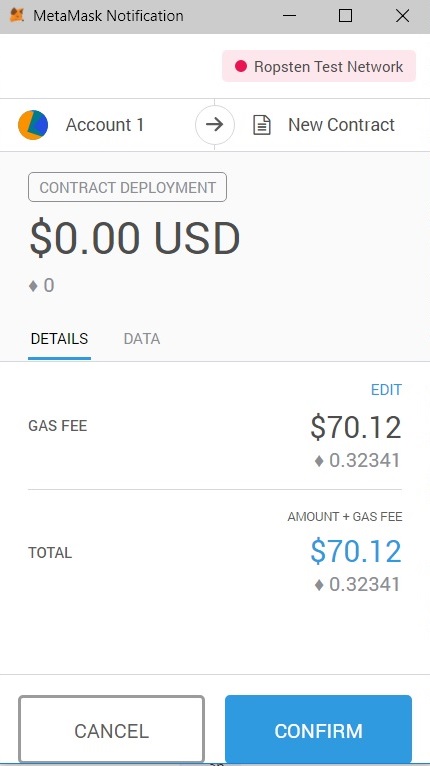 MetaMask Notification
Ropsten Test Network
Account 1
New Contract
CONTRACT DEPLOYMENT
$0.00 USD
0
DETAILS DATA
EDIT
GAS FEE $70.12
0.32341
AMOUNT + GAS FEE
TOTAL $70.12
0.32341
CANCEL CONFIRM